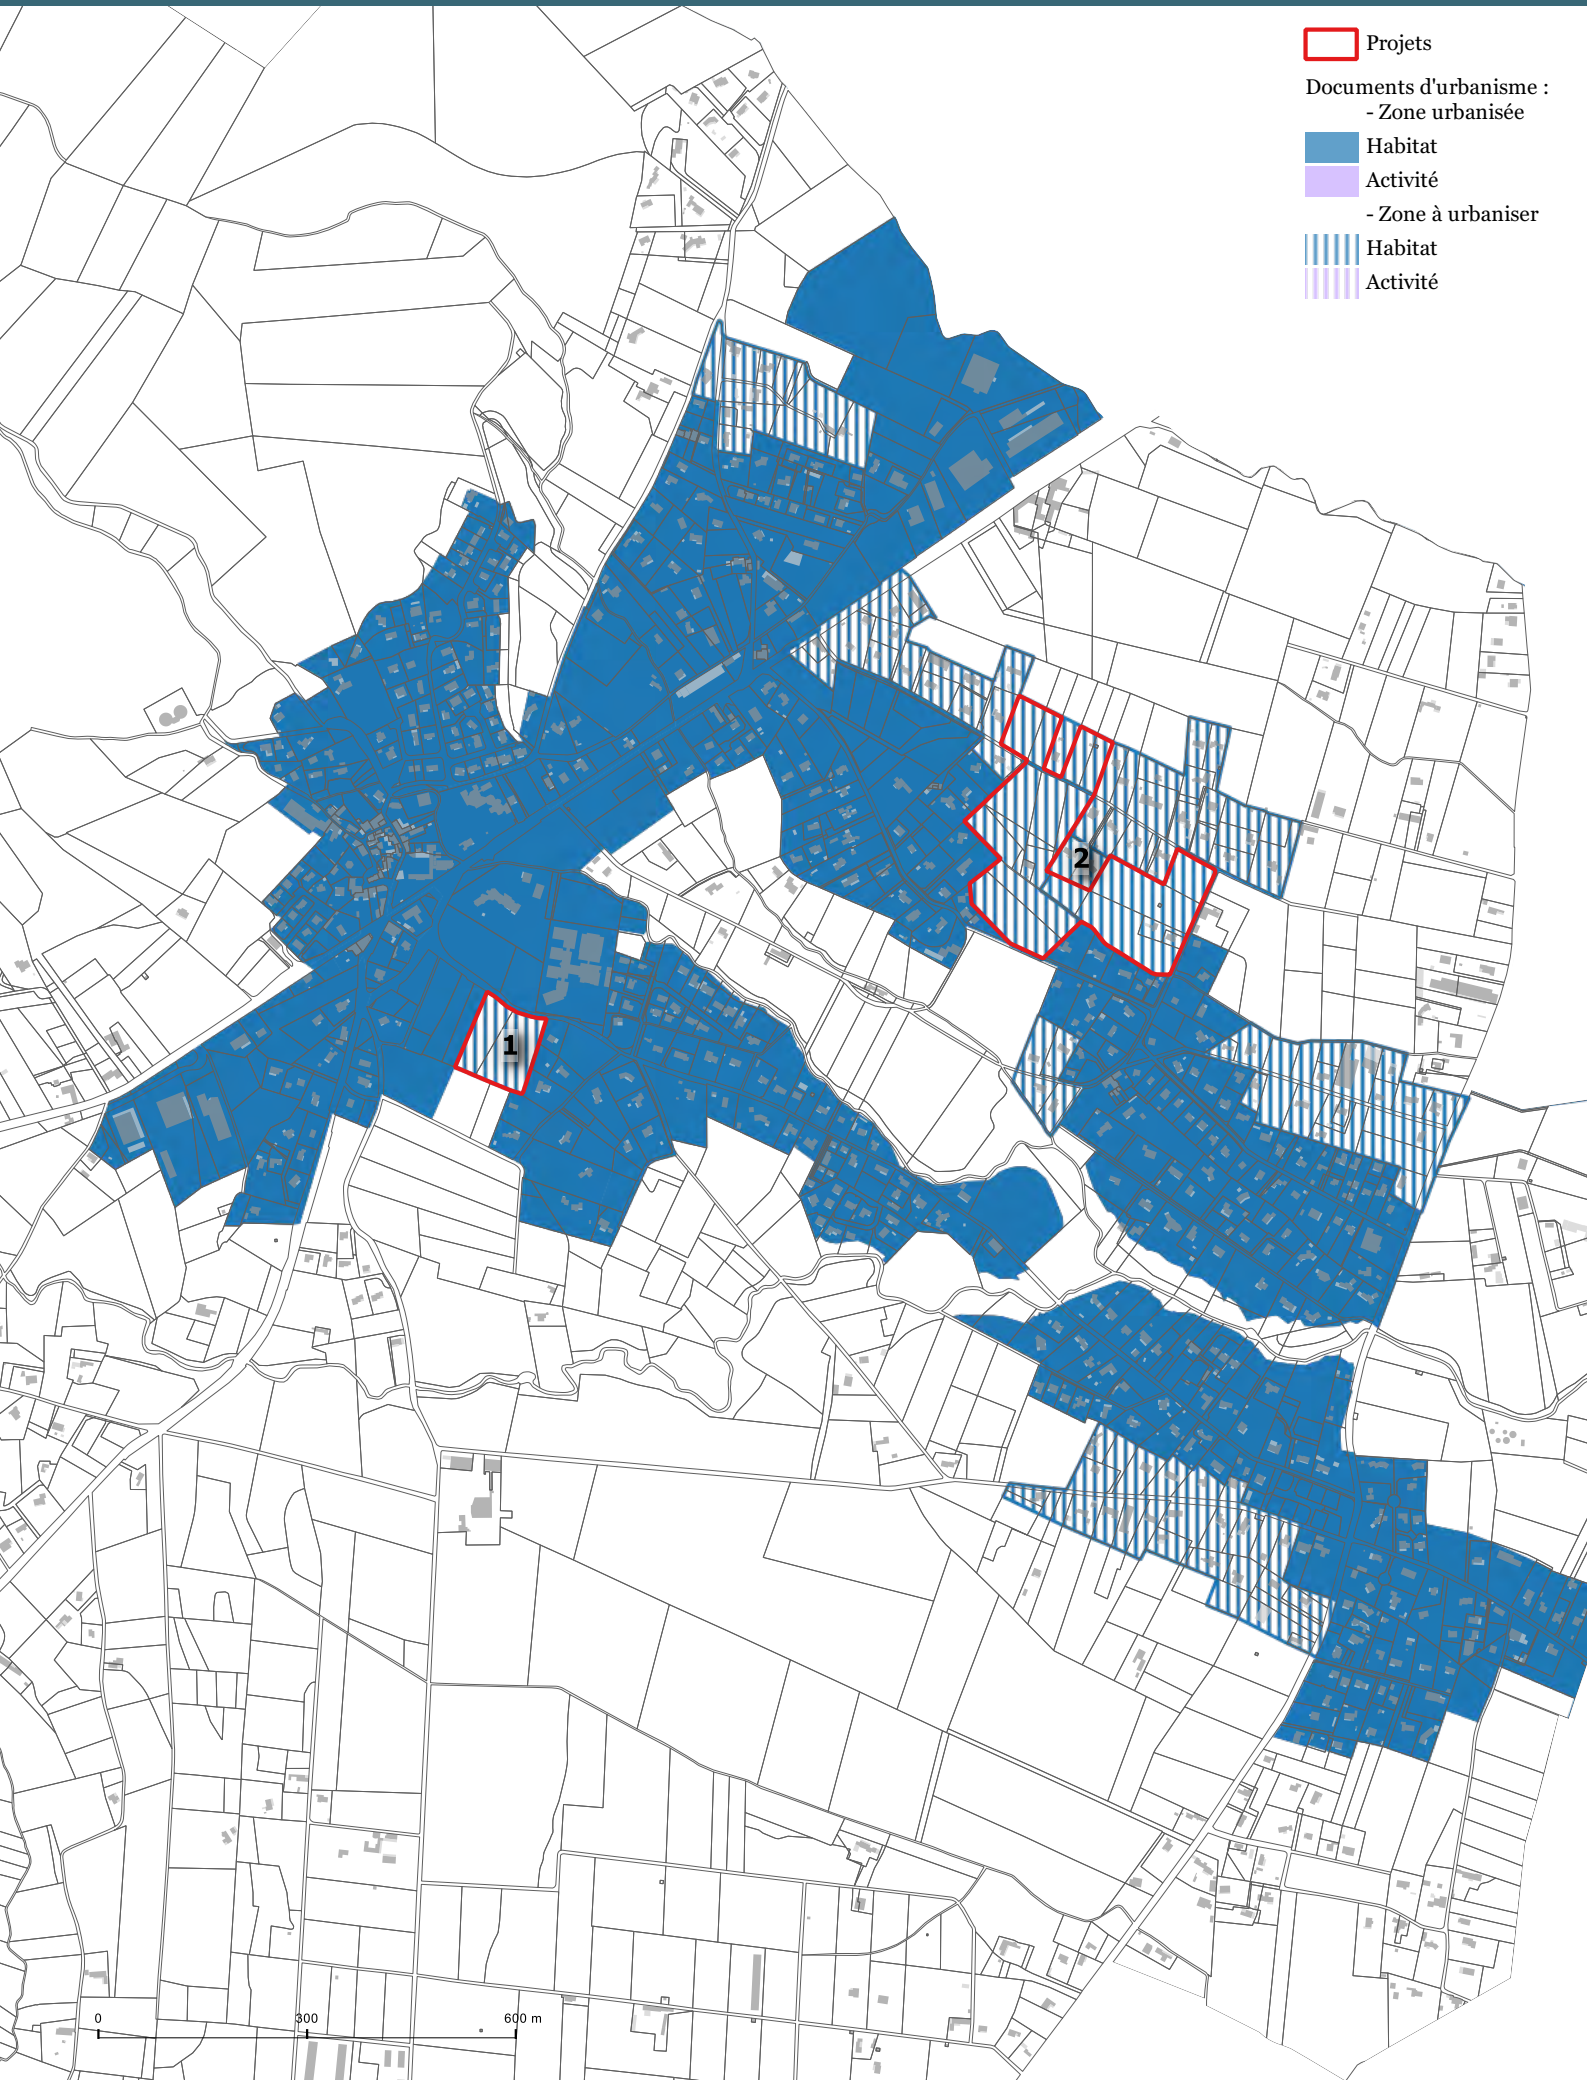 Projets
Documents d'urbanisme :
- Zone urbanisée
Habitat
Activité
- Zone à urbaniser
Habitat
Activité
2
1
0 300 600 m